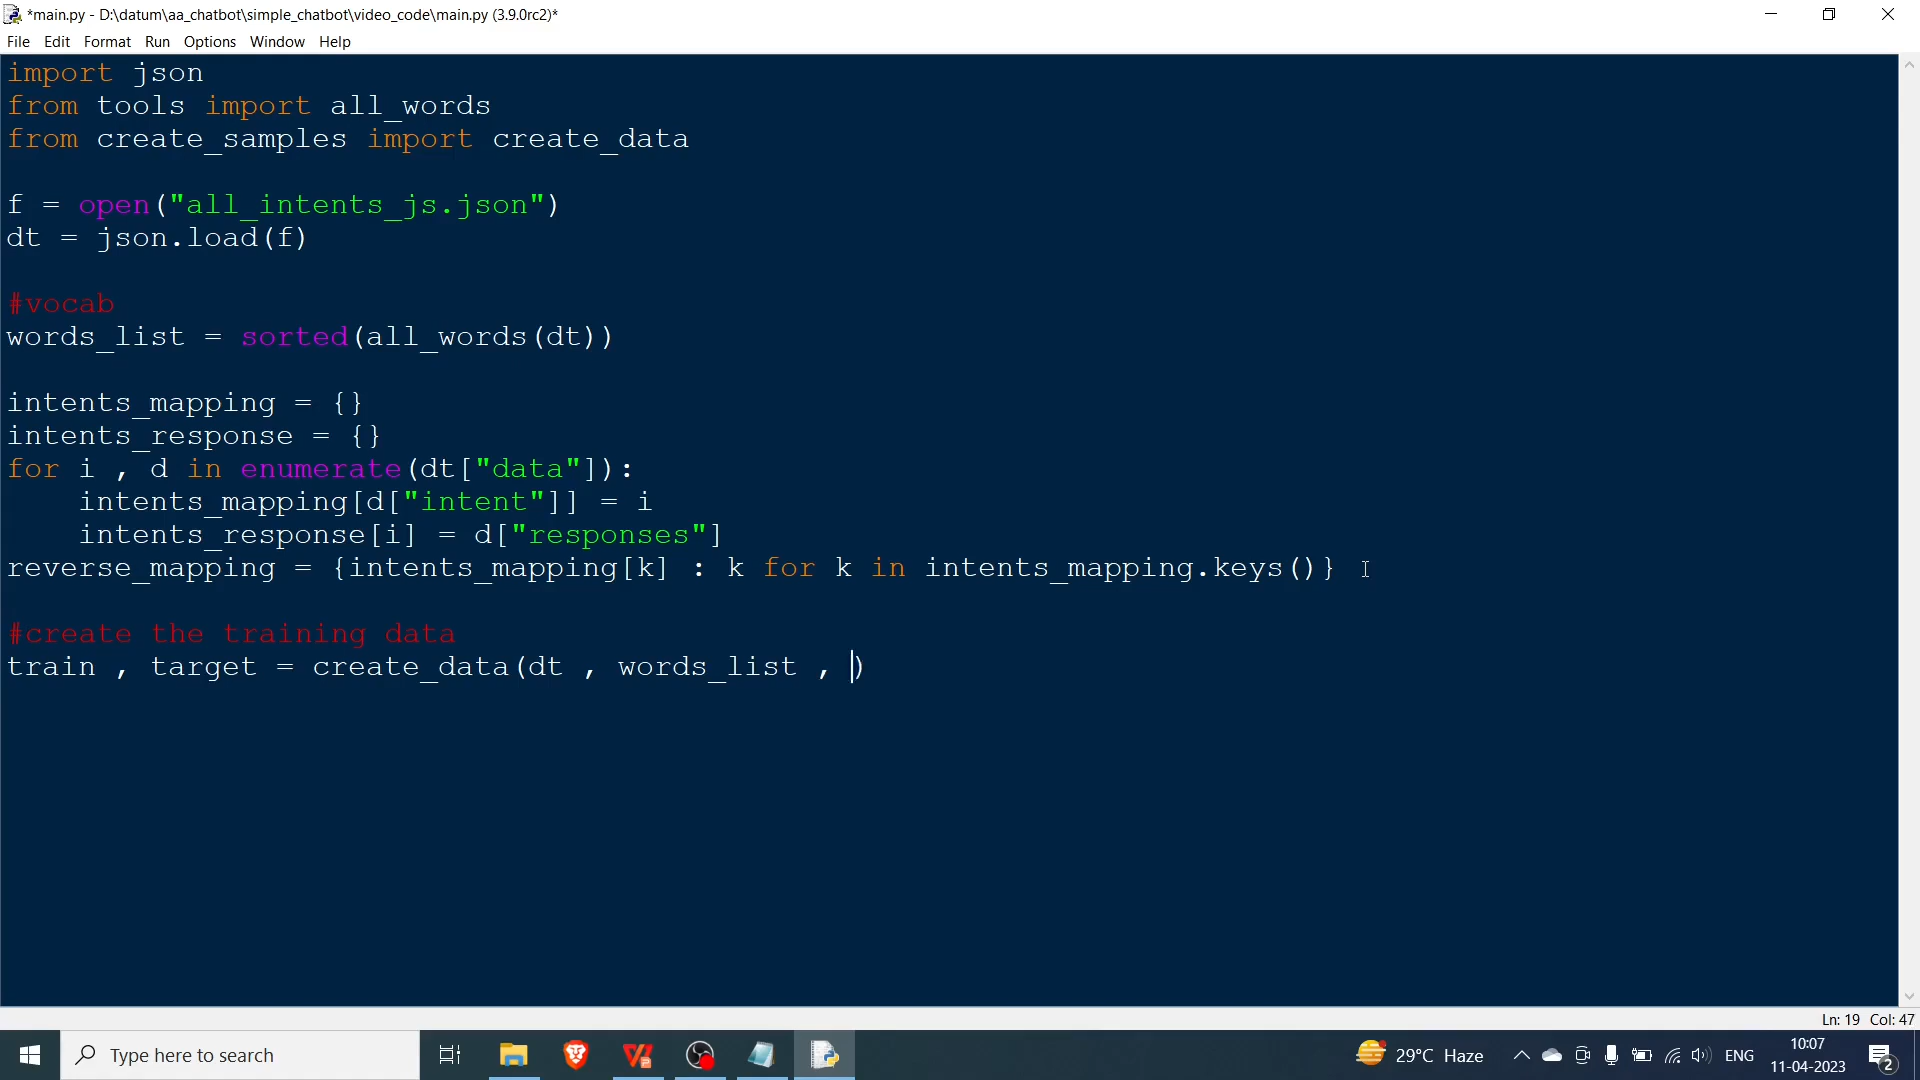 *main.py - D:\datum\aa_chatbot\simple_chatbot\video_code\main.py (3.9.0rc2)*
File Edit Format Run Options Window Help
import json
from tools import all_words
from create_samples import create_data
f = open("all_intents_js.json")
dt = json.load(f)
#vocab
words_list = sorted(all_words(dt))
intents_mapping = {}
intents_response = {}
for i , d in enumerate(dt["data"]):
    intents_mapping[d["intent"]] = i
    intents_response[i] = d["responses"]
reverse_mapping = {intents_mapping[k] : k for k in intents_mapping.keys()}
#create the training data
train , target = create_data(dt , words_list , )
Ln: 19 Col: 47
Type here to search
29°C Haze
ENG
10:07
11-04-2023
2